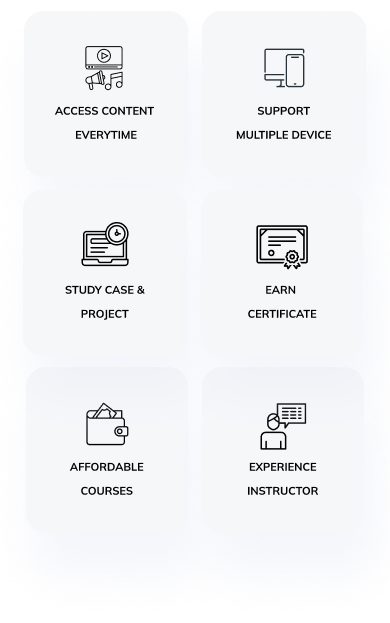 ACCESS CONTENT
EVERYTIME
SUPPORT
MULTIPLE DEVICE
STUDY CASE &
PROJECT
EARN
CERTIFICATE
AFFORDABLE
COURSES
EXPERIENCE
INSTRUCTOR